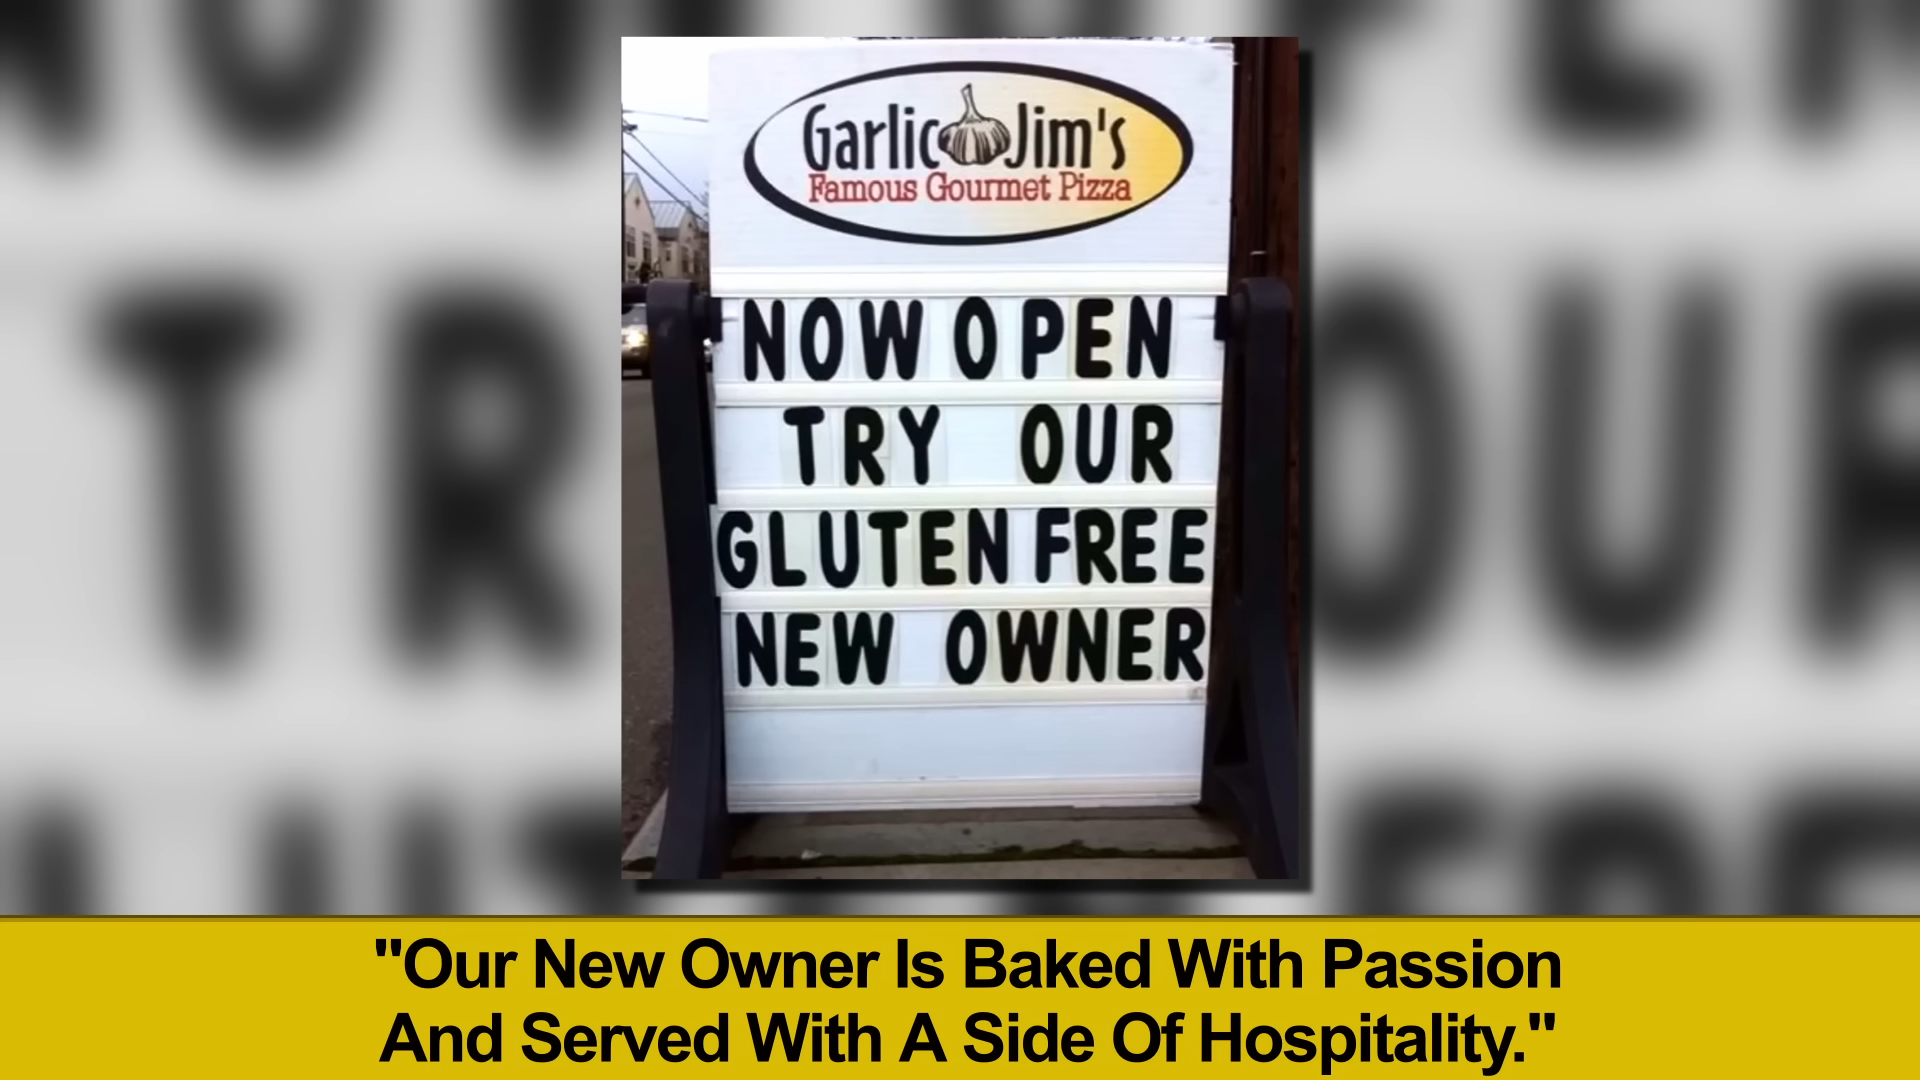 Garlic Jim's
Famous Gourmet Pizza
NOW OPEN
TRY OUR
GLUTEN FREE
NEW OWNER
"Our New Owner Is Baked With Passion
And Served With A Side Of Hospitality."